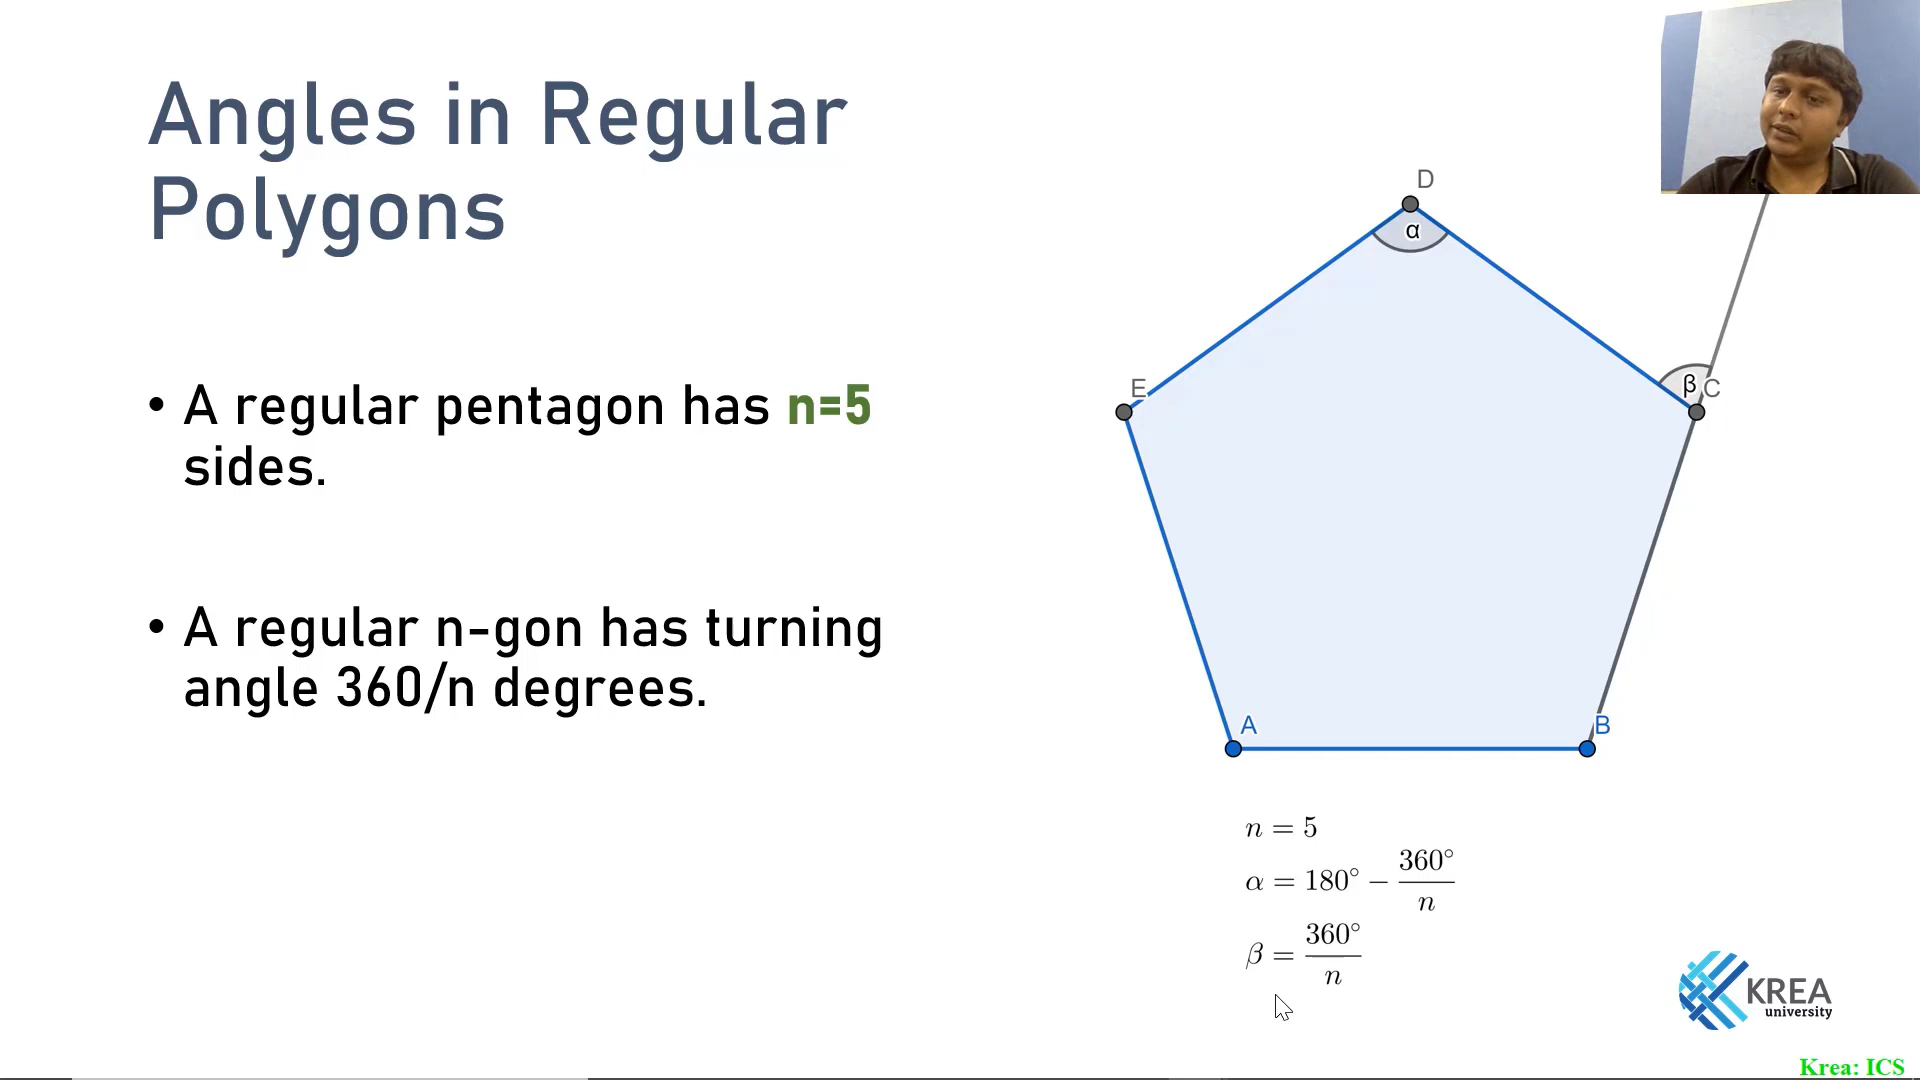 Angles in Regular
Polygons
• A regular pentagon has n=5
sides.
• A regular n-gon has turning
angle 360/n degrees.
D
α
E
β C
A
B
n = 5
α = 180° − 360°/n
β = 360°/n
KREA
university
Krea: ICS